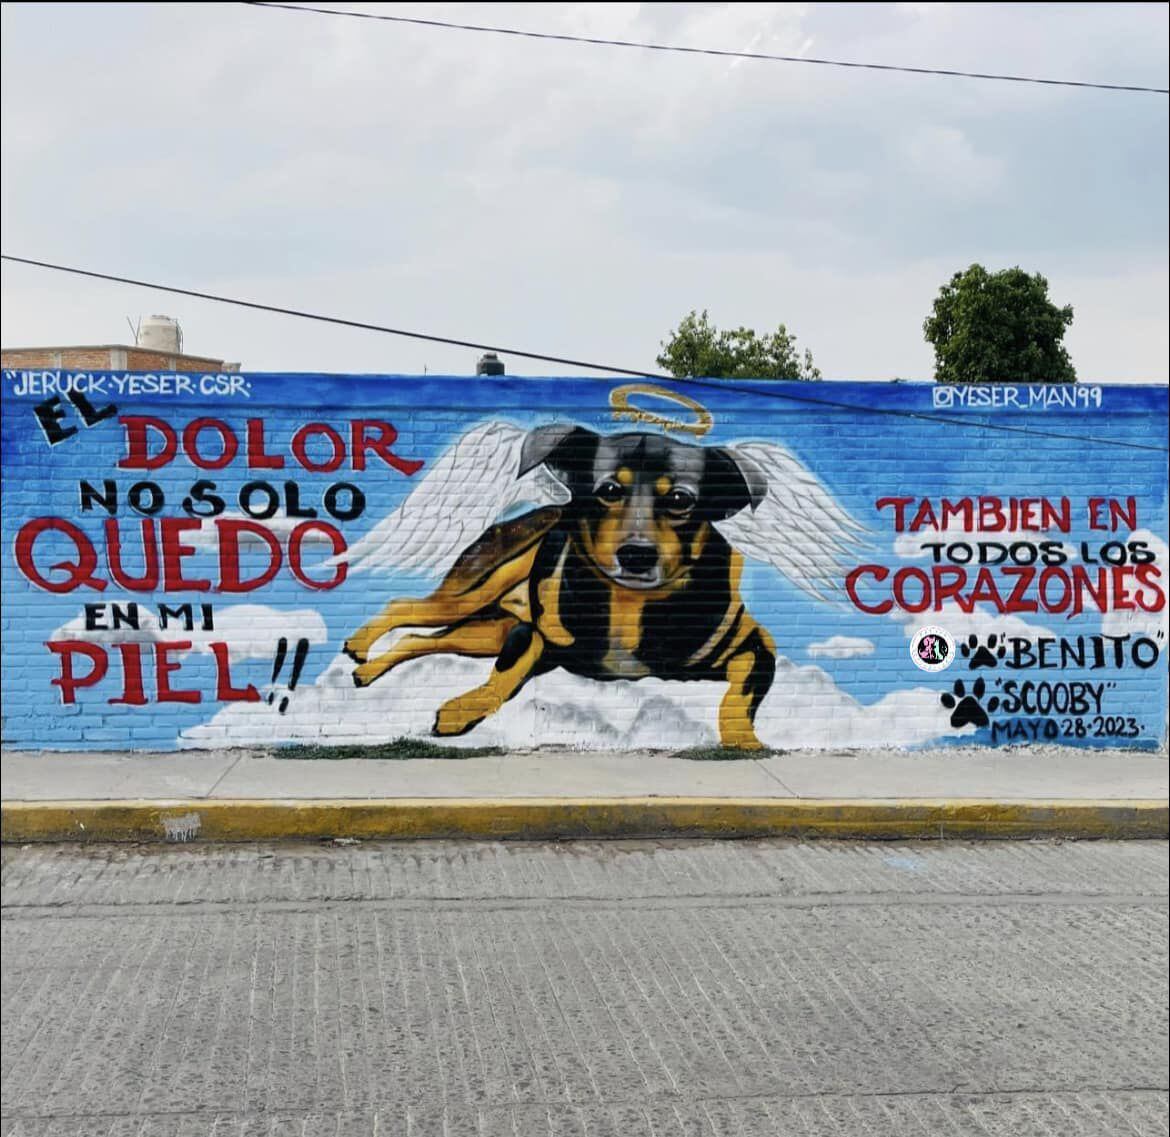 "JERUCK·YESER·CSR·
EL
DOLOR
NO SOLO
QUEDO
EN MI
PIEL!!
@YESER_MAN99
TAMBIEN EN
TODOS LOS
CORAZONES
"BENITO"
"SCOOBY"
MAYO·28·2023·